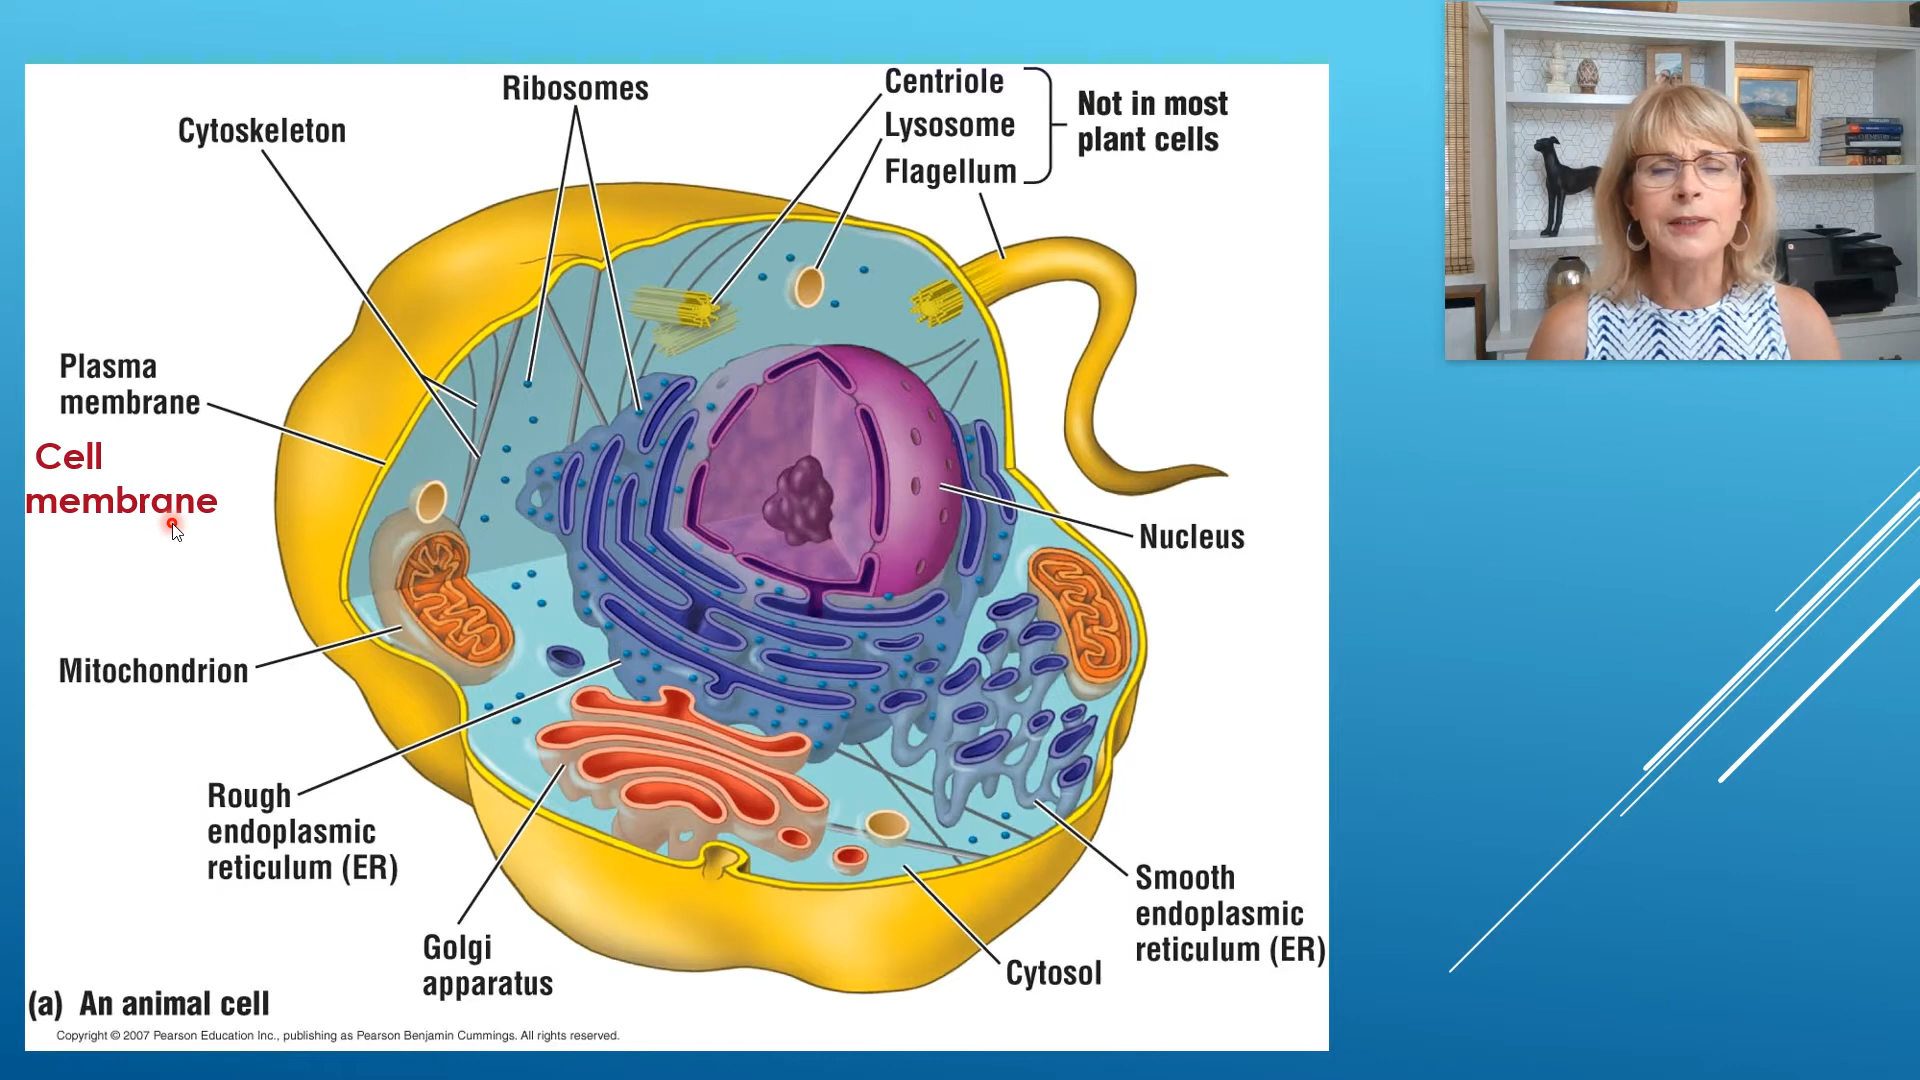 Ribosomes
Centriole
Lysosome
Flagellum
Not in most
plant cells
Cytoskeleton
Plasma
membrane
Cell
membrane
Nucleus
Mitochondrion
Rough
endoplasmic
reticulum (ER)
Golgi
apparatus
Smooth
endoplasmic
reticulum (ER)
Cytosol
(a) An animal cell
Copyright © 2007 Pearson Education Inc., publishing as Pearson Benjamin Cummings. All rights reserved.